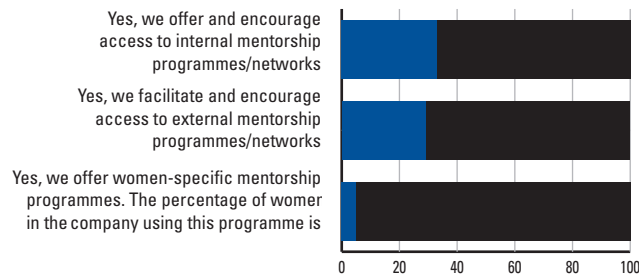 Yes, we offer and encourage
access to internal mentorship
programmes/networks
Yes, we facilitate and encourage
access to external mentorship
programmes/networks
Yes, we offer women-specific mentorship
programmes. The percentage of women
in the company using this programme is
0 20 40 60 80 100